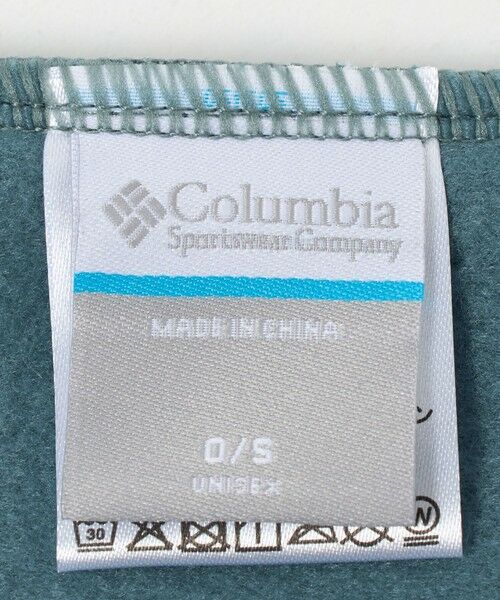 Columbia
Sportswear Company
MADE IN CHINA
O/S
UNISEX
30
W